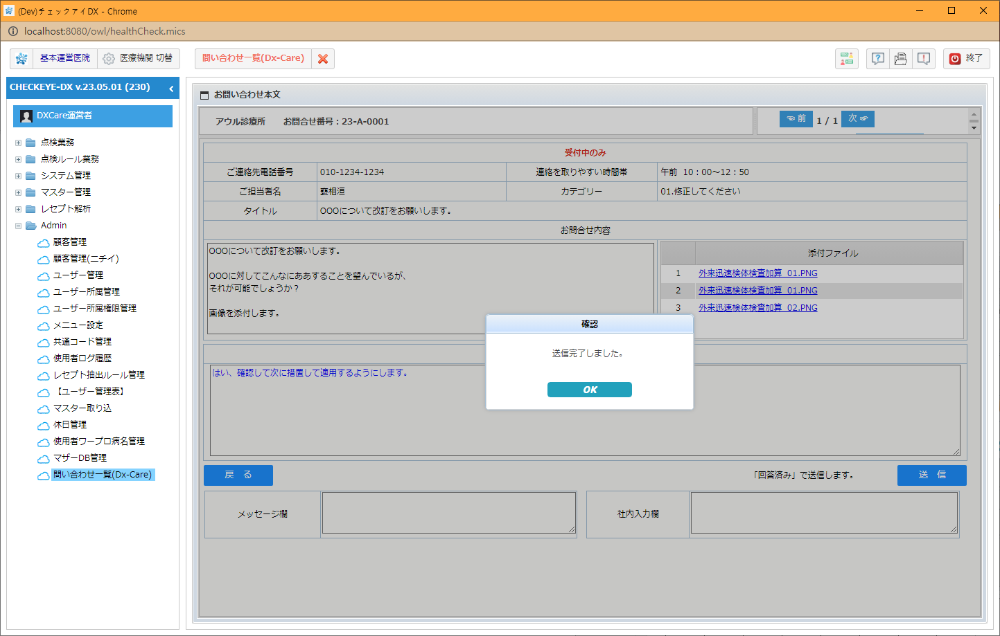 (Dev)チェックアイDX - Chrome
localhost:8080/owl/healthCheck.mics
基本運営医院
医療機関 切替
問い合わせ一覧(Dx-Care)
終了
CHECKEYE-DX v.23.05.01 (230)
DXCare運営者
点検業務
点検ルール業務
システム管理
マスター管理
レセプト解析
Admin
顧客管理
顧客管理(ニチイ)
ユーザー管理
ユーザー所属管理
ユーザー所属権限管理
メニュー設定
共通コード管理
使用者ログ履歴
レセプト抽出ルール管理
【ユーザー管理表】
マスター取り込
休日管理
使用者ワープロ病名管理
マザーDB管理
問い合わせ一覧(Dx-Care)
お問い合わせ本文
アウル診療所 お問合せ番号：23-A-0001
前 1 / 1 次
受付中のみ
ご連絡先電話番号 010-1234-1234 連絡を取りやすい時間帯 午前 10：00～12：50
ご担当者名 裵相洹 カテゴリー 01.修正してください
タイトル OOOについて改訂をお願いします。
お問合せ内容
OOOについて改訂をお願いします。
OOOに対してこんなにああすることを望んでいるが、
それが可能でしょうか？
画像を添付します。
添付ファイル
1 外来迅速検体検査加算_01.PNG
2 外来迅速検体検査加算_01.PNG
3 外来迅速検体検査加算_02.PNG
確認
送信完了しました。
OK
はい、確認して次に措置して適用するようにします。
戻 る
「回答済み」で送信します。
送 信
メッセージ欄
社内入力欄